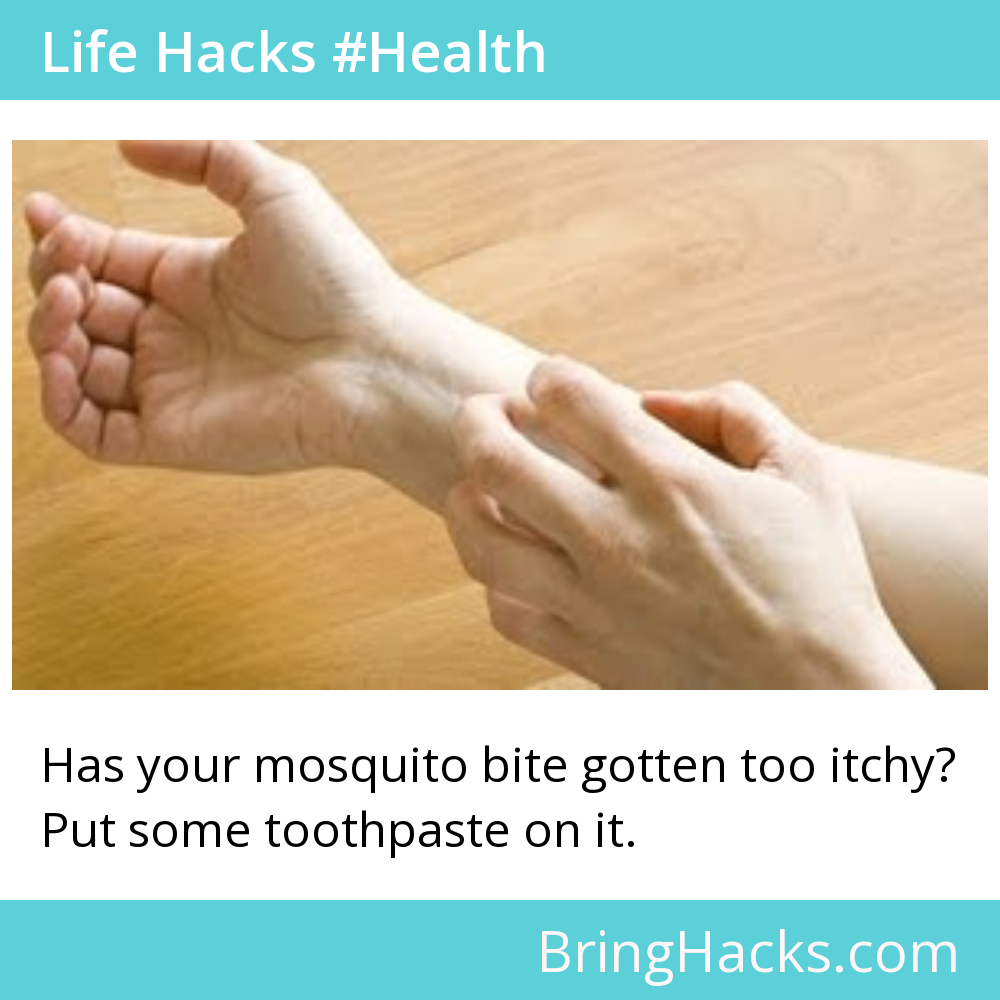 Life Hacks #Health
Has your mosquito bite gotten too itchy?
Put some toothpaste on it.
BringHacks.com